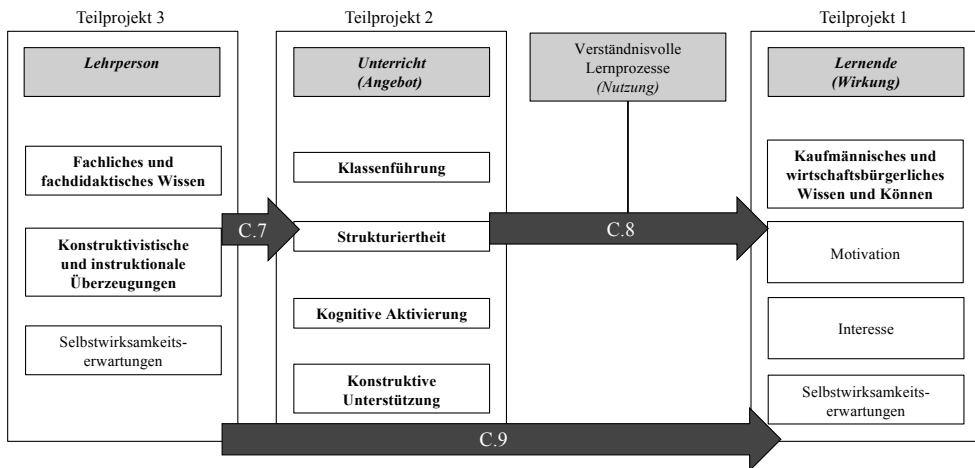 Teilprojekt 3
Lehrperson
Fachliches und
fachdidaktisches Wissen
Konstruktivistische
und instruktionale
Überzeugungen
Selbstwirksamkeits-
erwartungen
C.7
Teilprojekt 2
Unterricht
(Angebot)
Klassenführung
Strukturiertheit
Kognitive Aktivierung
Konstruktive
Unterstützung
Verständnisvolle
Lernprozesse
(Nutzung)
C.8
Teilprojekt 1
Lernende
(Wirkung)
Kaufmännisches und
wirtschaftsbürgerliches
Wissen und Können
Motivation
Interesse
Selbstwirksamkeits-
erwartungen
C.9